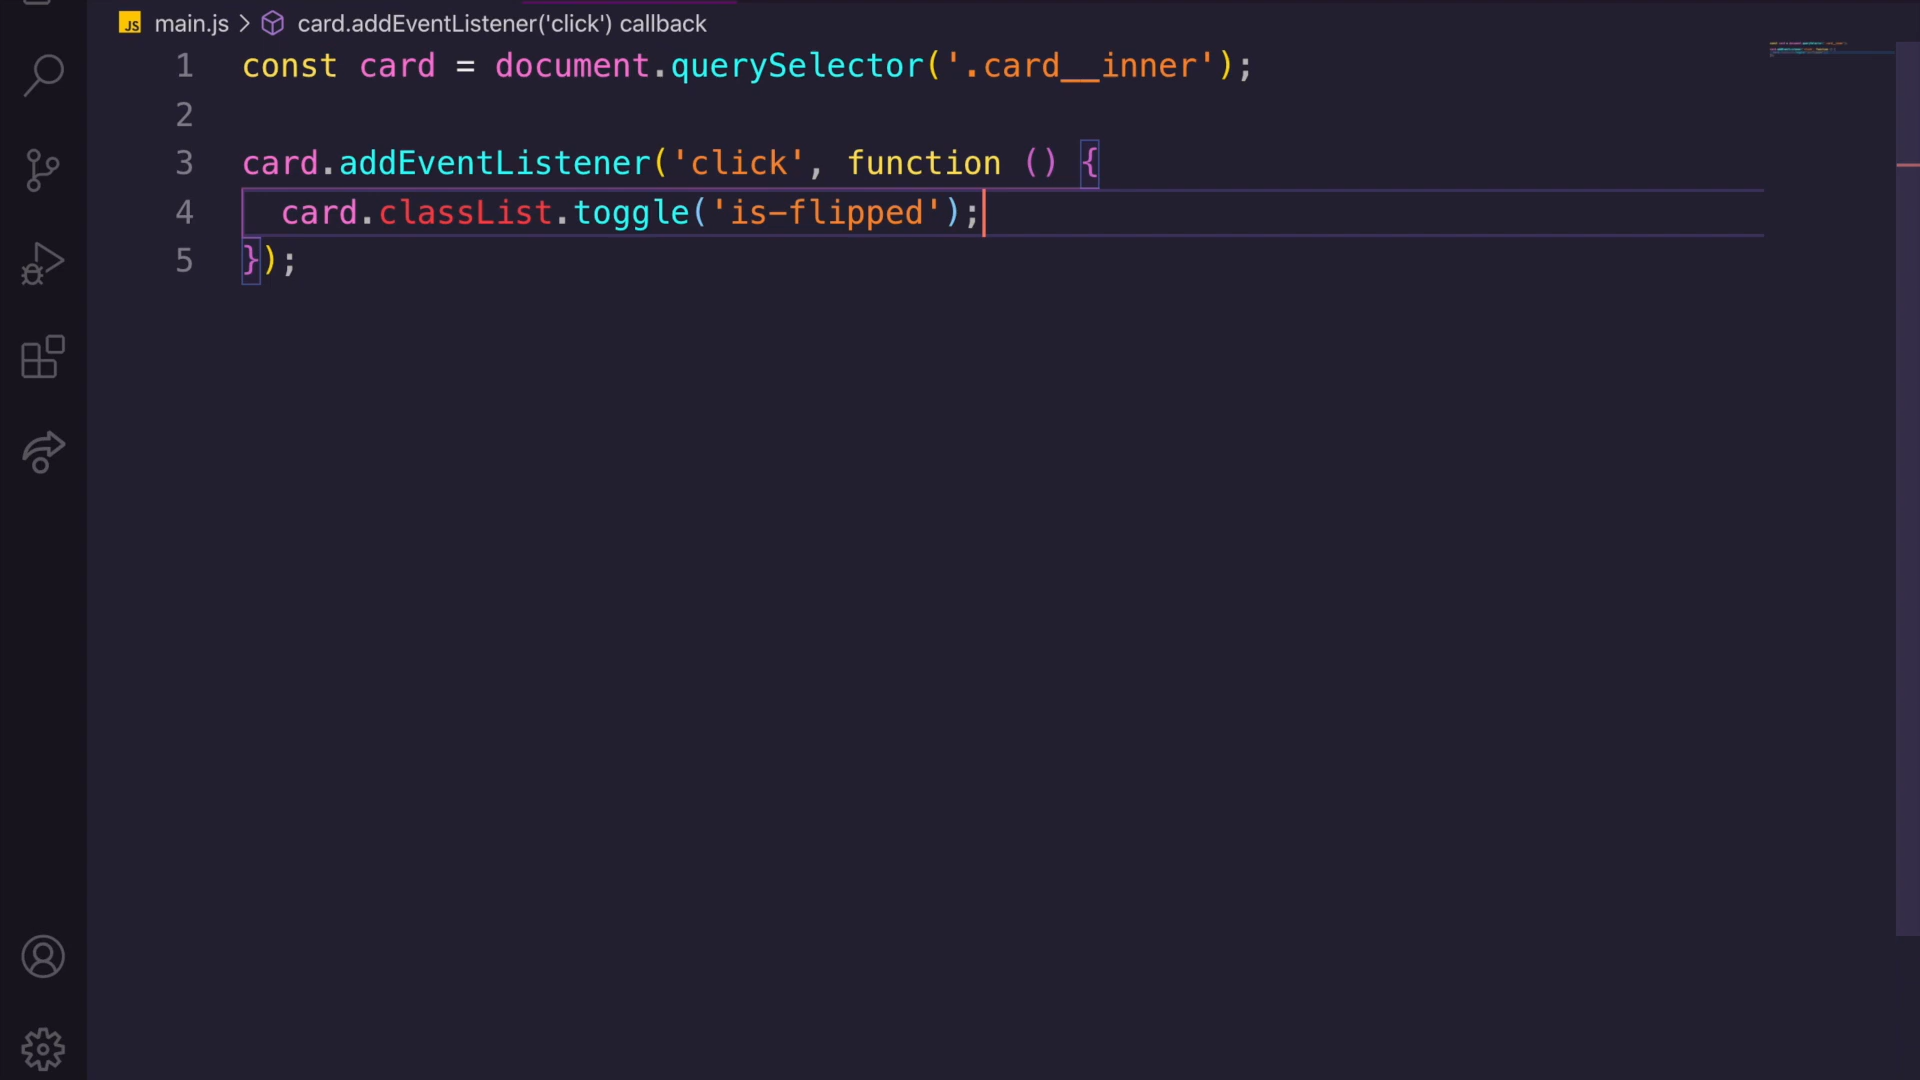 JS main.js > card.addEventListener('click') callback
1 const card = document.querySelector('.card__inner');
2
3 card.addEventListener('click', function () {
4   card.classList.toggle('is-flipped');
5 });